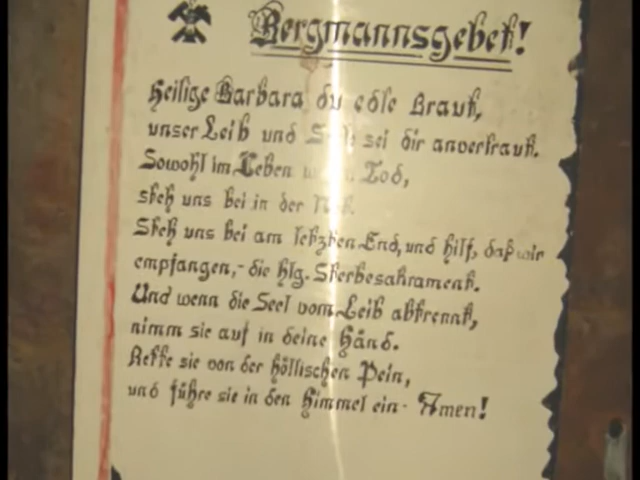 Bergmannsgebet!
Heilige Barbara du edle Braut,
unser Leib und Seel sei dir anvertraut.
Sowohl im Leben Tod,
steh uns bei in der Not.
Steh uns bei am letzten End, und hilf, daß wir
empfangen,- die hlg. Sterbesakrament.
Und wenn die Seel vom Leib abtrennt,
nimm sie auf in deine Händ.
Rette sie von der höllischen Pein,
und führe sie in den Himmel ein - Amen!